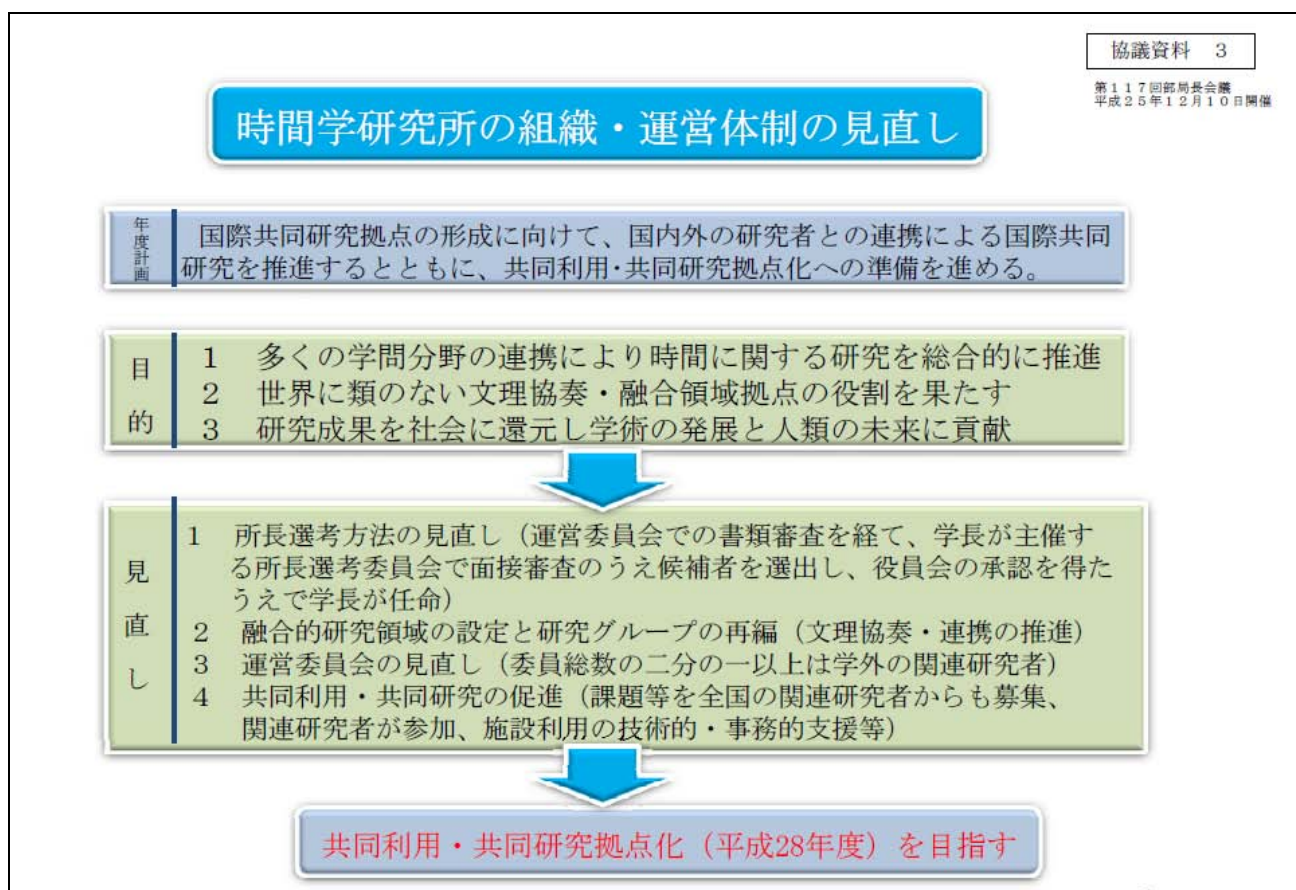 協議資料　３
第１１７回部局長会議
平成２５年１２月１０日開催
時間学研究所の組織・運営体制の見直し
年度計画
国際共同研究拠点の形成に向けて、国内外の研究者との連携による国際共同
研究を推進するとともに、共同利用･共同研究拠点化への準備を進める。
目的
１　多くの学問分野の連携により時間に関する研究を総合的に推進
２　世界に類のない文理協奏・融合領域拠点の役割を果たす
３　研究成果を社会に還元し学術の発展と人類の未来に貢献
見直し
１　所長選考方法の見直し（運営委員会での書類審査を経て、学長が主催す
る所長選考委員会で面接審査のうえ候補者を選出し、役員会の承認を得た
うえで学長が任命）
２　融合的研究領域の設定と研究グループの再編（文理協奏・連携の推進）
３　運営委員会の見直し（委員総数の二分の一以上は学外の関連研究者）
４　共同利用・共同研究の促進（課題等を全国の関連研究者からも募集、
関連研究者が参加、施設利用の技術的・事務的支援等）
共同利用・共同研究拠点化（平成28年度）を目指す